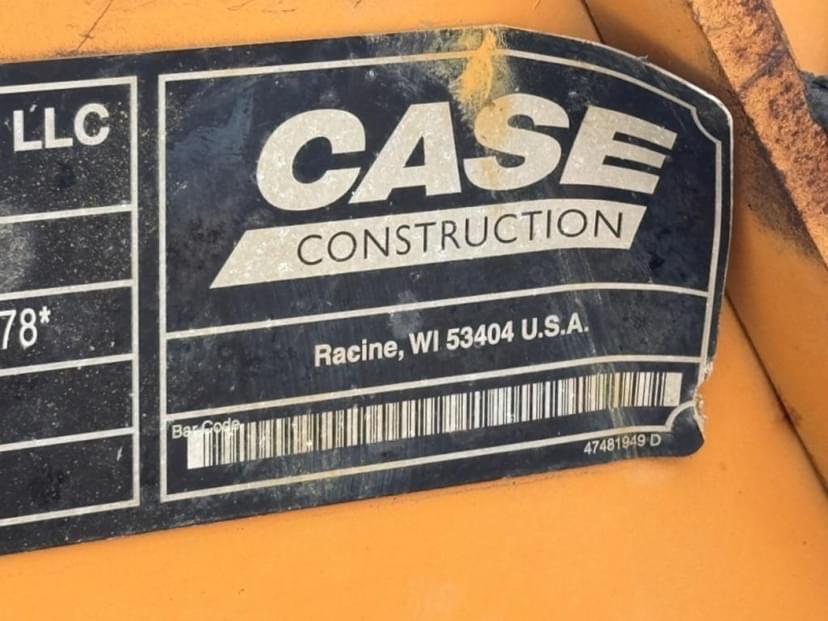 LLC
78*
CASE
CONSTRUCTION
Racine, WI 53404 U.S.A.
Bar Code
47481949 D